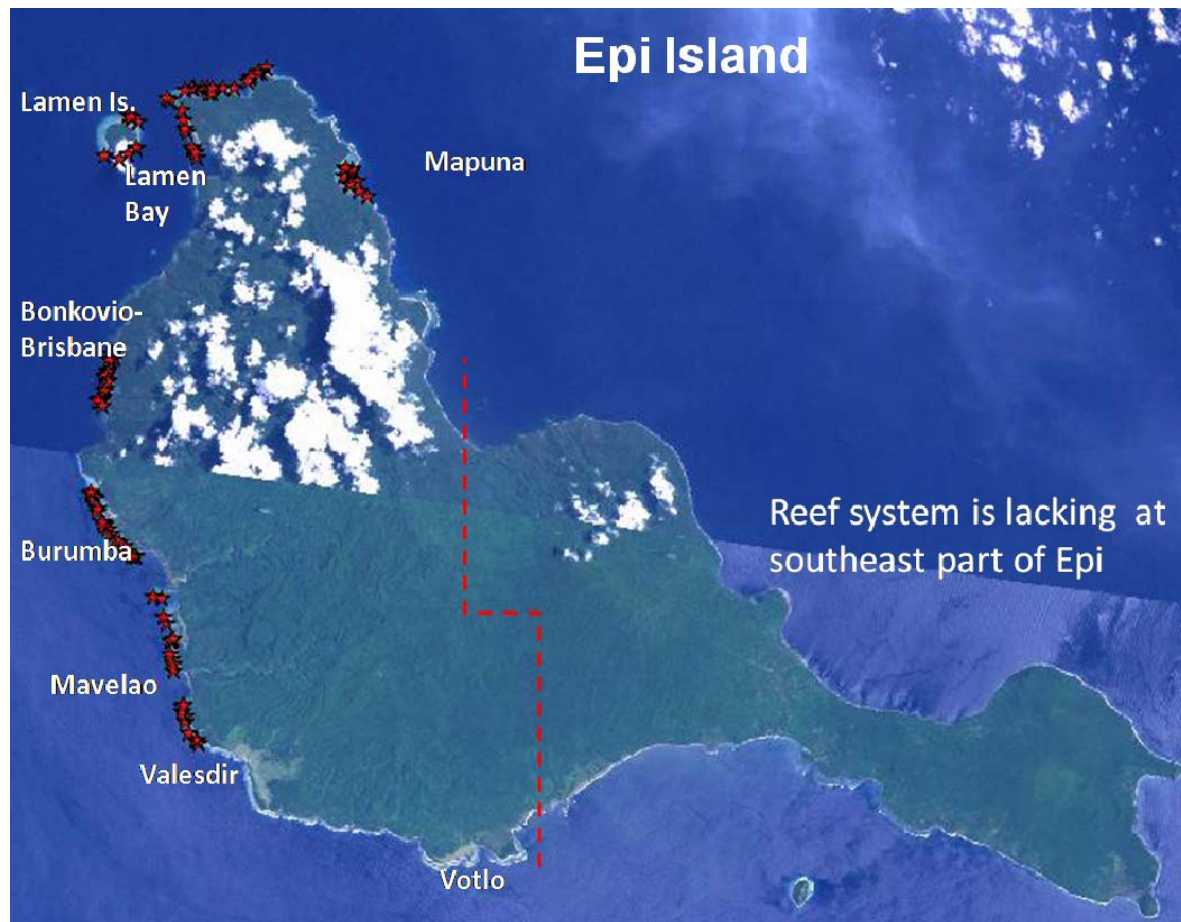 Epi Island
Lamen Is.
Lamen
Bay
Mapuna
Bonkovio-
Brisbane
Reef system is lacking at
southeast part of Epi
Burumba
Mavelao
Valesdir
Votlo